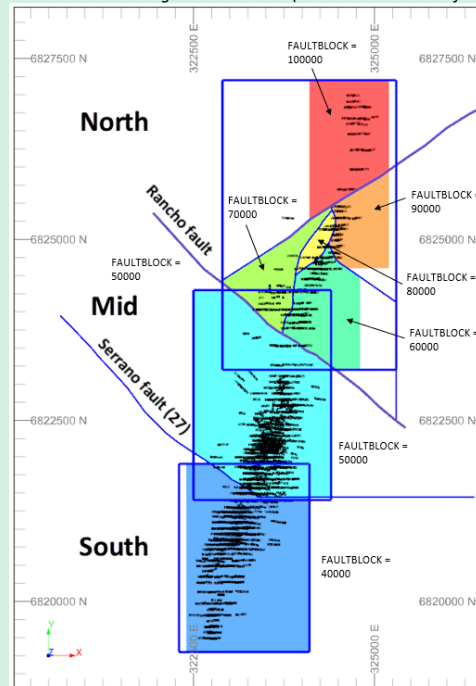 322500 E
325000 E
6827500 N
6827500 N
FAULTBLOCK =
100000
North
Rancho fault
FAULTBLOCK =
70000
FAULTBLOCK =
90000
6825000 N
6825000 N
FAULTBLOCK =
50000
FAULTBLOCK =
80000
Mid
FAULTBLOCK =
60000
Serrano fault (27)
6822500 N
6822500 N
FAULTBLOCK =
50000
South
FAULTBLOCK =
40000
6820000 N
6820000 N
Y
Z
X
322500 E
325000 E